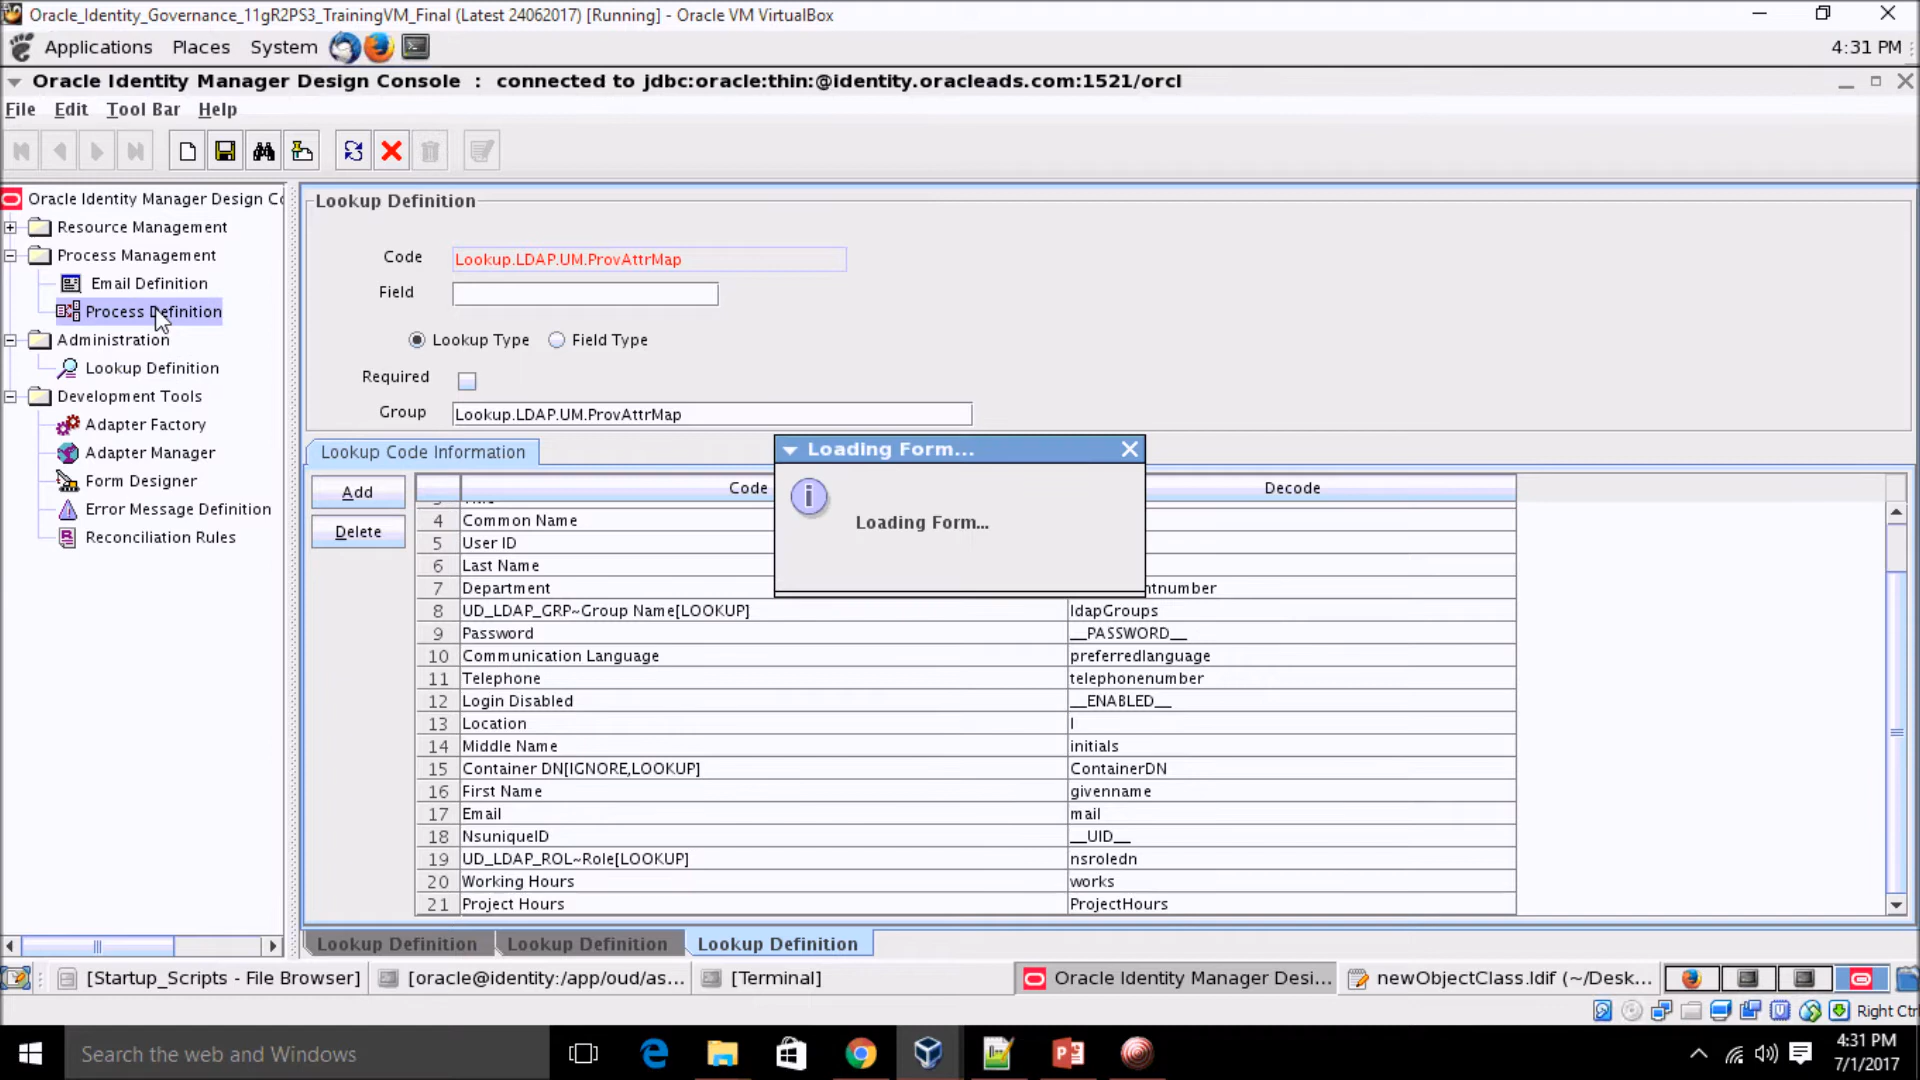 Oracle_Identity_Governance_11gR2PS3_TrainingVM_Final (Latest 24062017) [Running] - Oracle VM VirtualBox
Applications Places System 4:31 PM
Oracle Identity Manager Design Console : connected to jdbc:oracle:thin:@identity.oracleads.com:1521/orcl
File Edit Tool Bar Help
Oracle Identity Manager Design Co
Resource Management
Process Management
Email Definition
Process Definition
Administration
Lookup Definition
Development Tools
Adapter Factory
Adapter Manager
Form Designer
Error Message Definition
Reconciliation Rules
Lookup Definition
Code Lookup.LDAP.UM.ProvAttrMap
Field
Lookup Type Field Type
Required
Group Lookup.LDAP.UM.ProvAttrMap
Lookup Code Information
Add
Delete
Loading Form...
Loading Form...
Code Decode
4 Common Name
5 User ID
6 Last Name
7 Department ntnumber
8 UD_LDAP_GRP~Group Name[LOOKUP] ldapGroups
9 Password __PASSWORD__
10 Communication Language preferredlanguage
11 Telephone telephonenumber
12 Login Disabled __ENABLED__
13 Location l
14 Middle Name initials
15 Container DN[IGNORE,LOOKUP] ContainerDN
16 First Name givenname
17 Email mail
18 NsuniqueID __UID__
19 UD_LDAP_ROL~Role[LOOKUP] nsroledn
20 Working Hours works
21 Project Hours ProjectHours
Lookup Definition Lookup Definition Lookup Definition
[Startup_Scripts - File Browser] [oracle@identity:/app/oud/as... [Terminal] Oracle Identity Manager Desi... newObjectClass.ldif (~/Desk...
Right Ctrl
Search the web and Windows
4:31 PM
7/1/2017